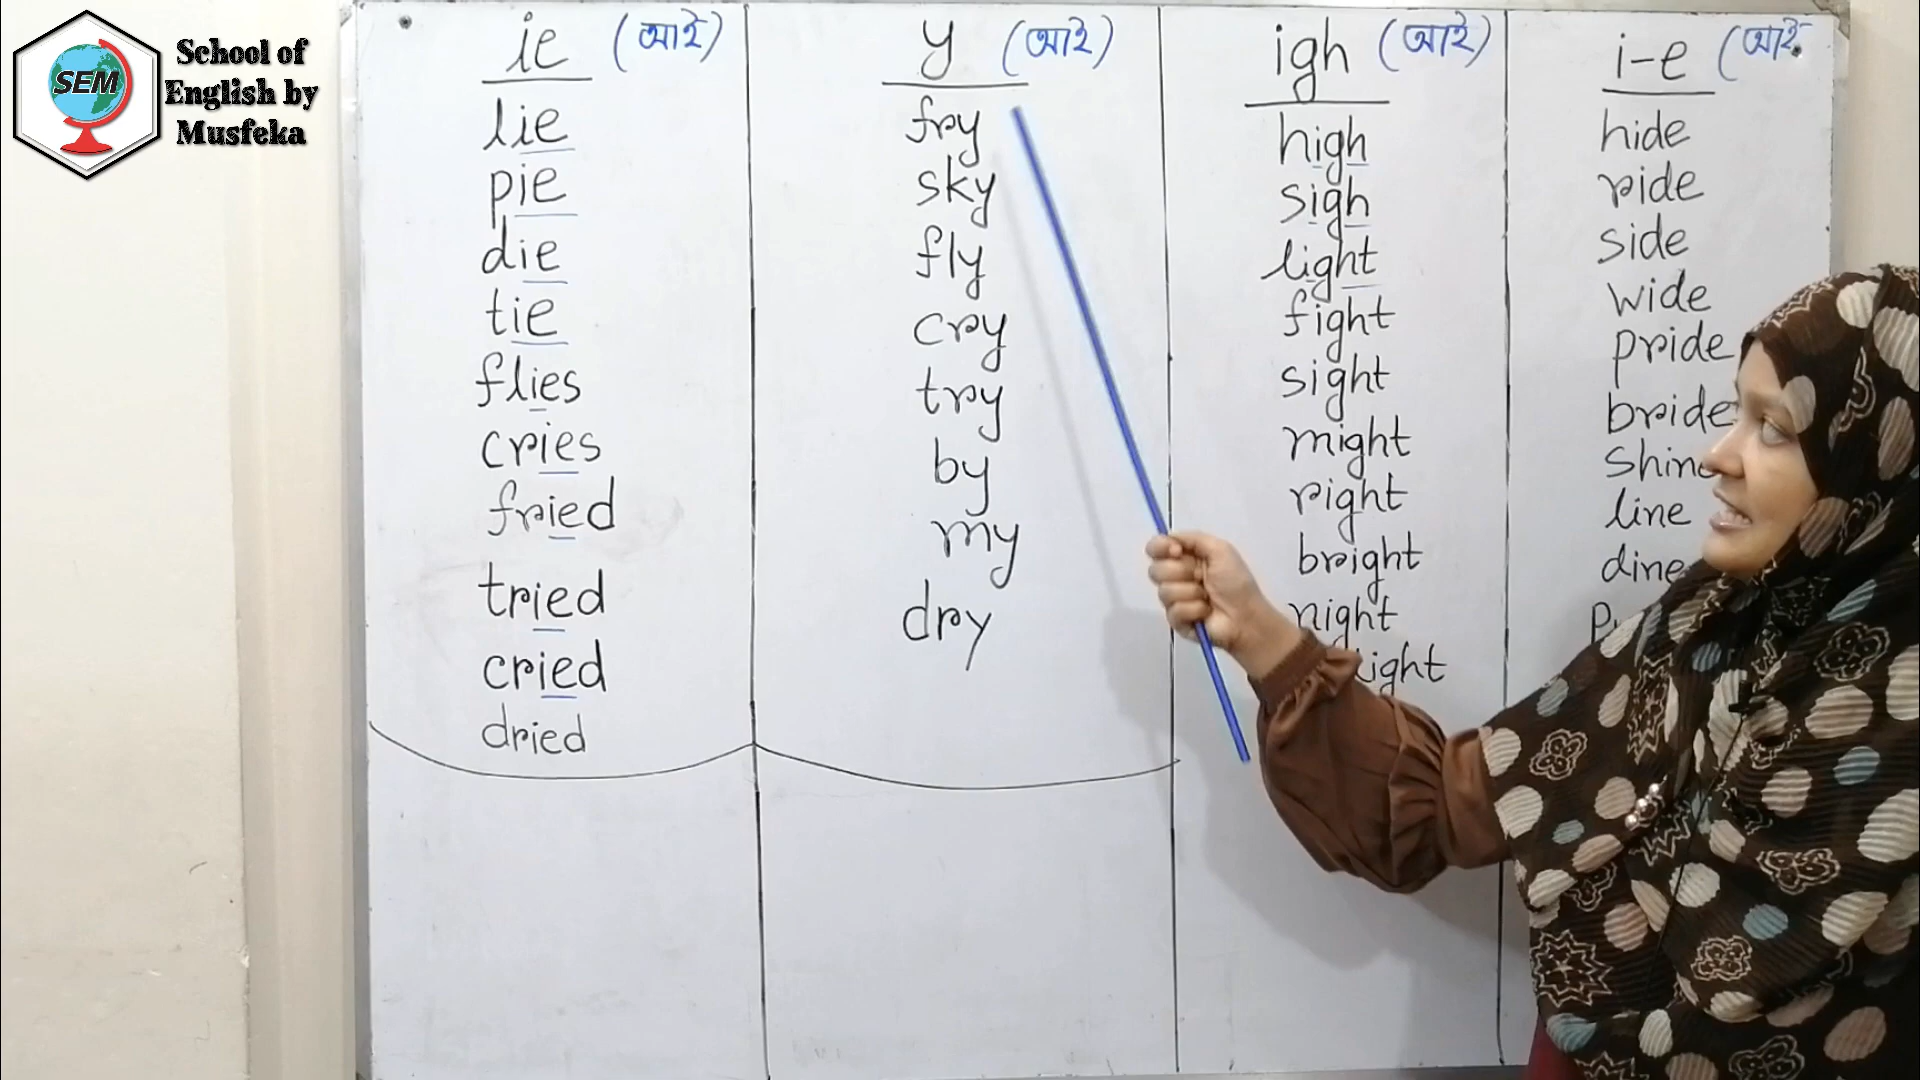 SEM
School of
English by
Musfeka
ie (আই)
lie
pie
die
tie
flies
cries
fried
tried
cried
dried
y (আই)
fry
sky
fly
cry
try
by
my
dry
igh (আই)
high
sigh
light
fight
sight
might
right
bright
night
i-e (আই
hide
ride
side
wide
pride
bride
line
dine